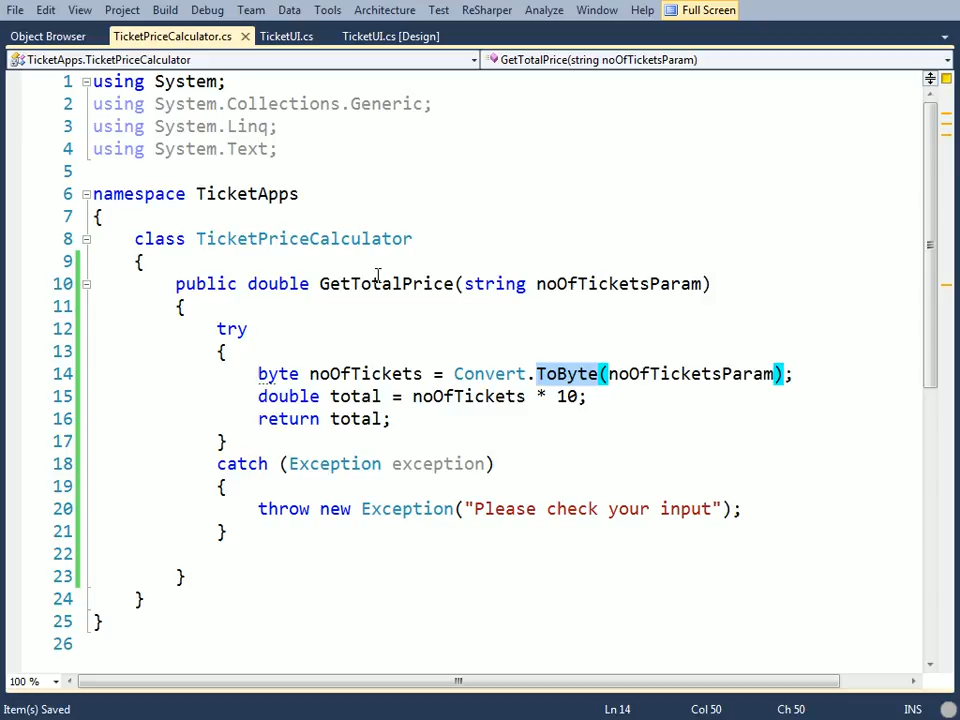 File Edit View Project Build Debug Team Data Tools Architecture Test ReSharper Analyze Window Help Full Screen
Object Browser TicketPriceCalculator.cs TicketUI.cs TicketUI.cs [Design]
TicketApps.TicketPriceCalculator GetTotalPrice(string noOfTicketsParam)
1 using System;
2 using System.Collections.Generic;
3 using System.Linq;
4 using System.Text;
5
6 namespace TicketApps
7 {
8 class TicketPriceCalculator
9 {
10 public double GetTotalPrice(string noOfTicketsParam)
11 {
12 try
13 {
14 byte noOfTickets = Convert.ToByte(noOfTicketsParam);
15 double total = noOfTickets * 10;
16 return total;
17 }
18 catch (Exception exception)
19 {
20 throw new Exception("Please check your input");
21 }
22
23 }
24 }
25 }
26
100 %
Item(s) Saved Ln 14 Col 50 Ch 50 INS